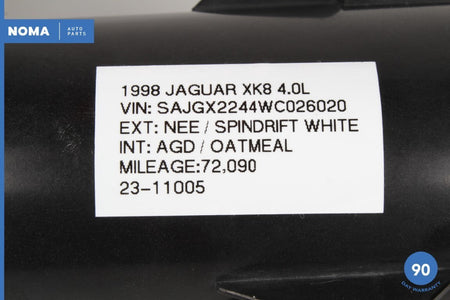 NOMA AUTO PARTS
1998 JAGUAR XK8 4.0L
VIN: SAJGX2244WC026020
EXT: NEE / SPINDRIFT WHITE
INT: AGD / OATMEAL
MILEAGE:72,090
23-11005
90
DAY WARRANTY